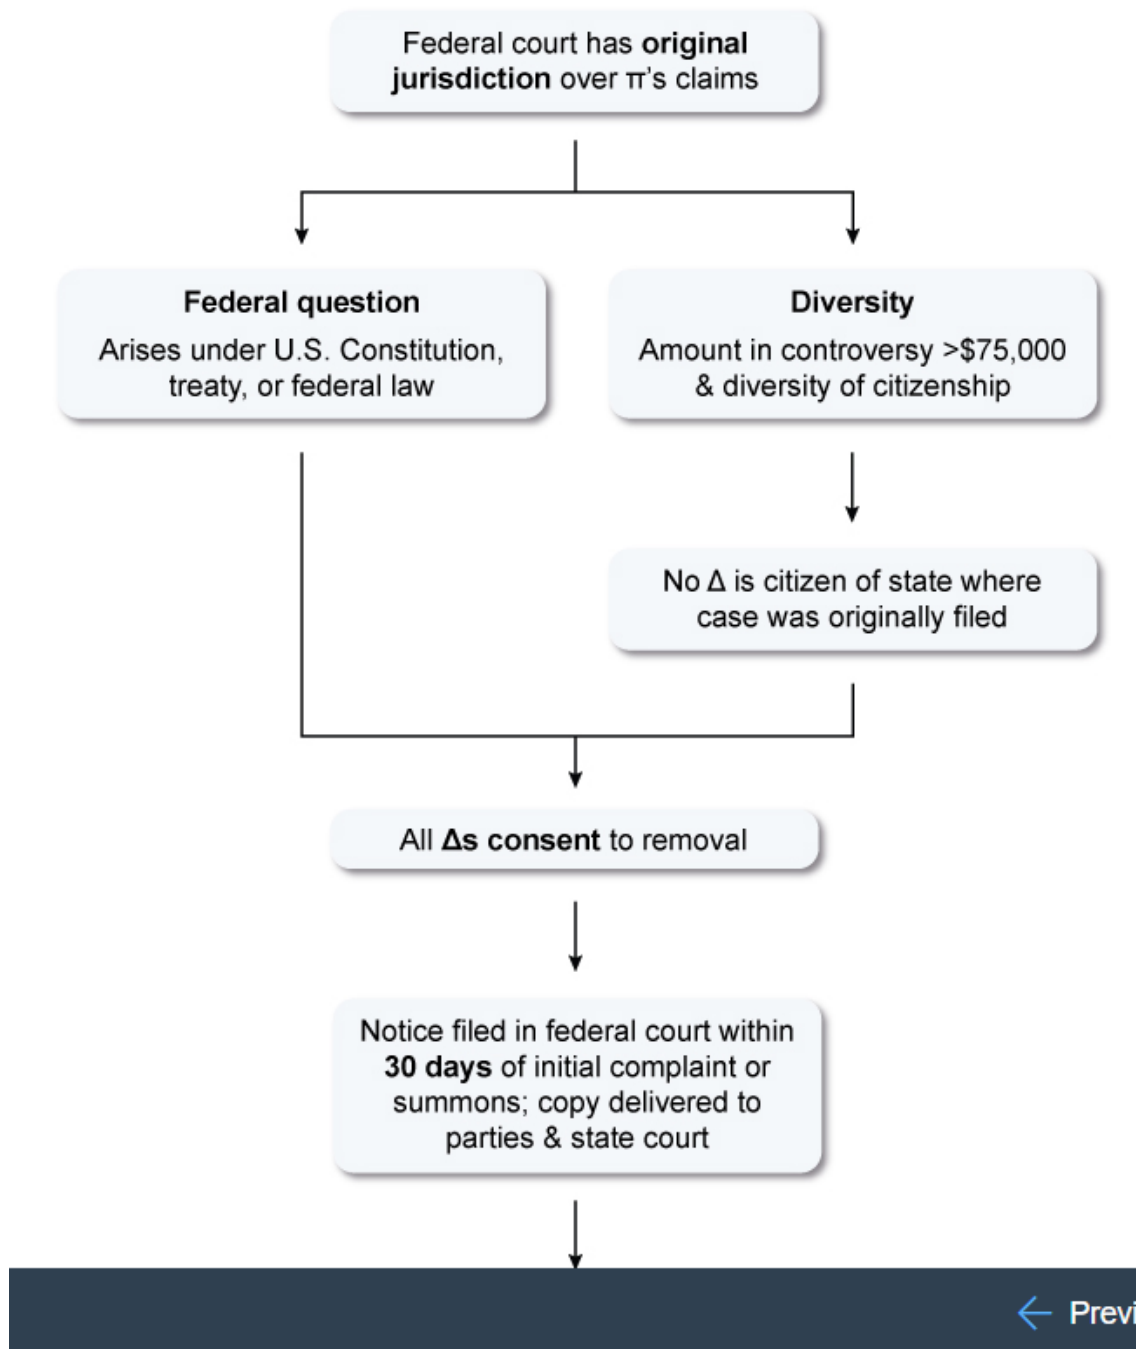 Federal court has original
jurisdiction over π's claims
Federal question
Arises under U.S. Constitution,
treaty, or federal law
Diversity
Amount in controversy >$75,000
& diversity of citizenship
No Δ is citizen of state where
case was originally filed
All Δs consent to removal
Notice filed in federal court within
30 days of initial complaint or
summons; copy delivered to
parties & state court
Previ